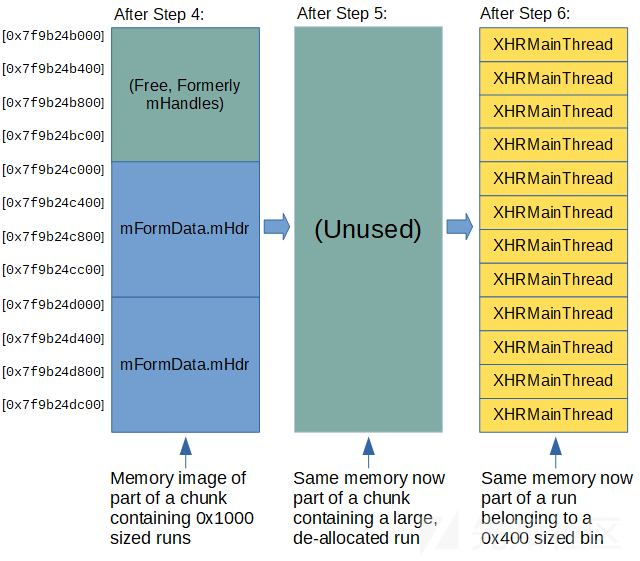 After Step 4:
After Step 5:
After Step 6:
[0x7f9b24b000]
[0x7f9b24b400]
[0x7f9b24b800]
[0x7f9b24bc00]
[0x7f9b24c000]
[0x7f9b24c400]
[0x7f9b24c800]
[0x7f9b24cc00]
[0x7f9b24d000]
[0x7f9b24d400]
[0x7f9b24d800]
[0x7f9b24dc00]
(Free, Formerly
mHandles)
mFormData.mHdr
mFormData.mHdr
(Unused)
XHRMainThread
XHRMainThread
XHRMainThread
XHRMainThread
XHRMainThread
XHRMainThread
XHRMainThread
XHRMainThread
XHRMainThread
XHRMainThread
XHRMainThread
XHRMainThread
Memory image of
part of a chunk
containing 0x1000
sized runs
Same memory now
part of a chunk
containing a large,
de-allocated run
Same memory now
part of a run
belonging to a
0x400 sized bin